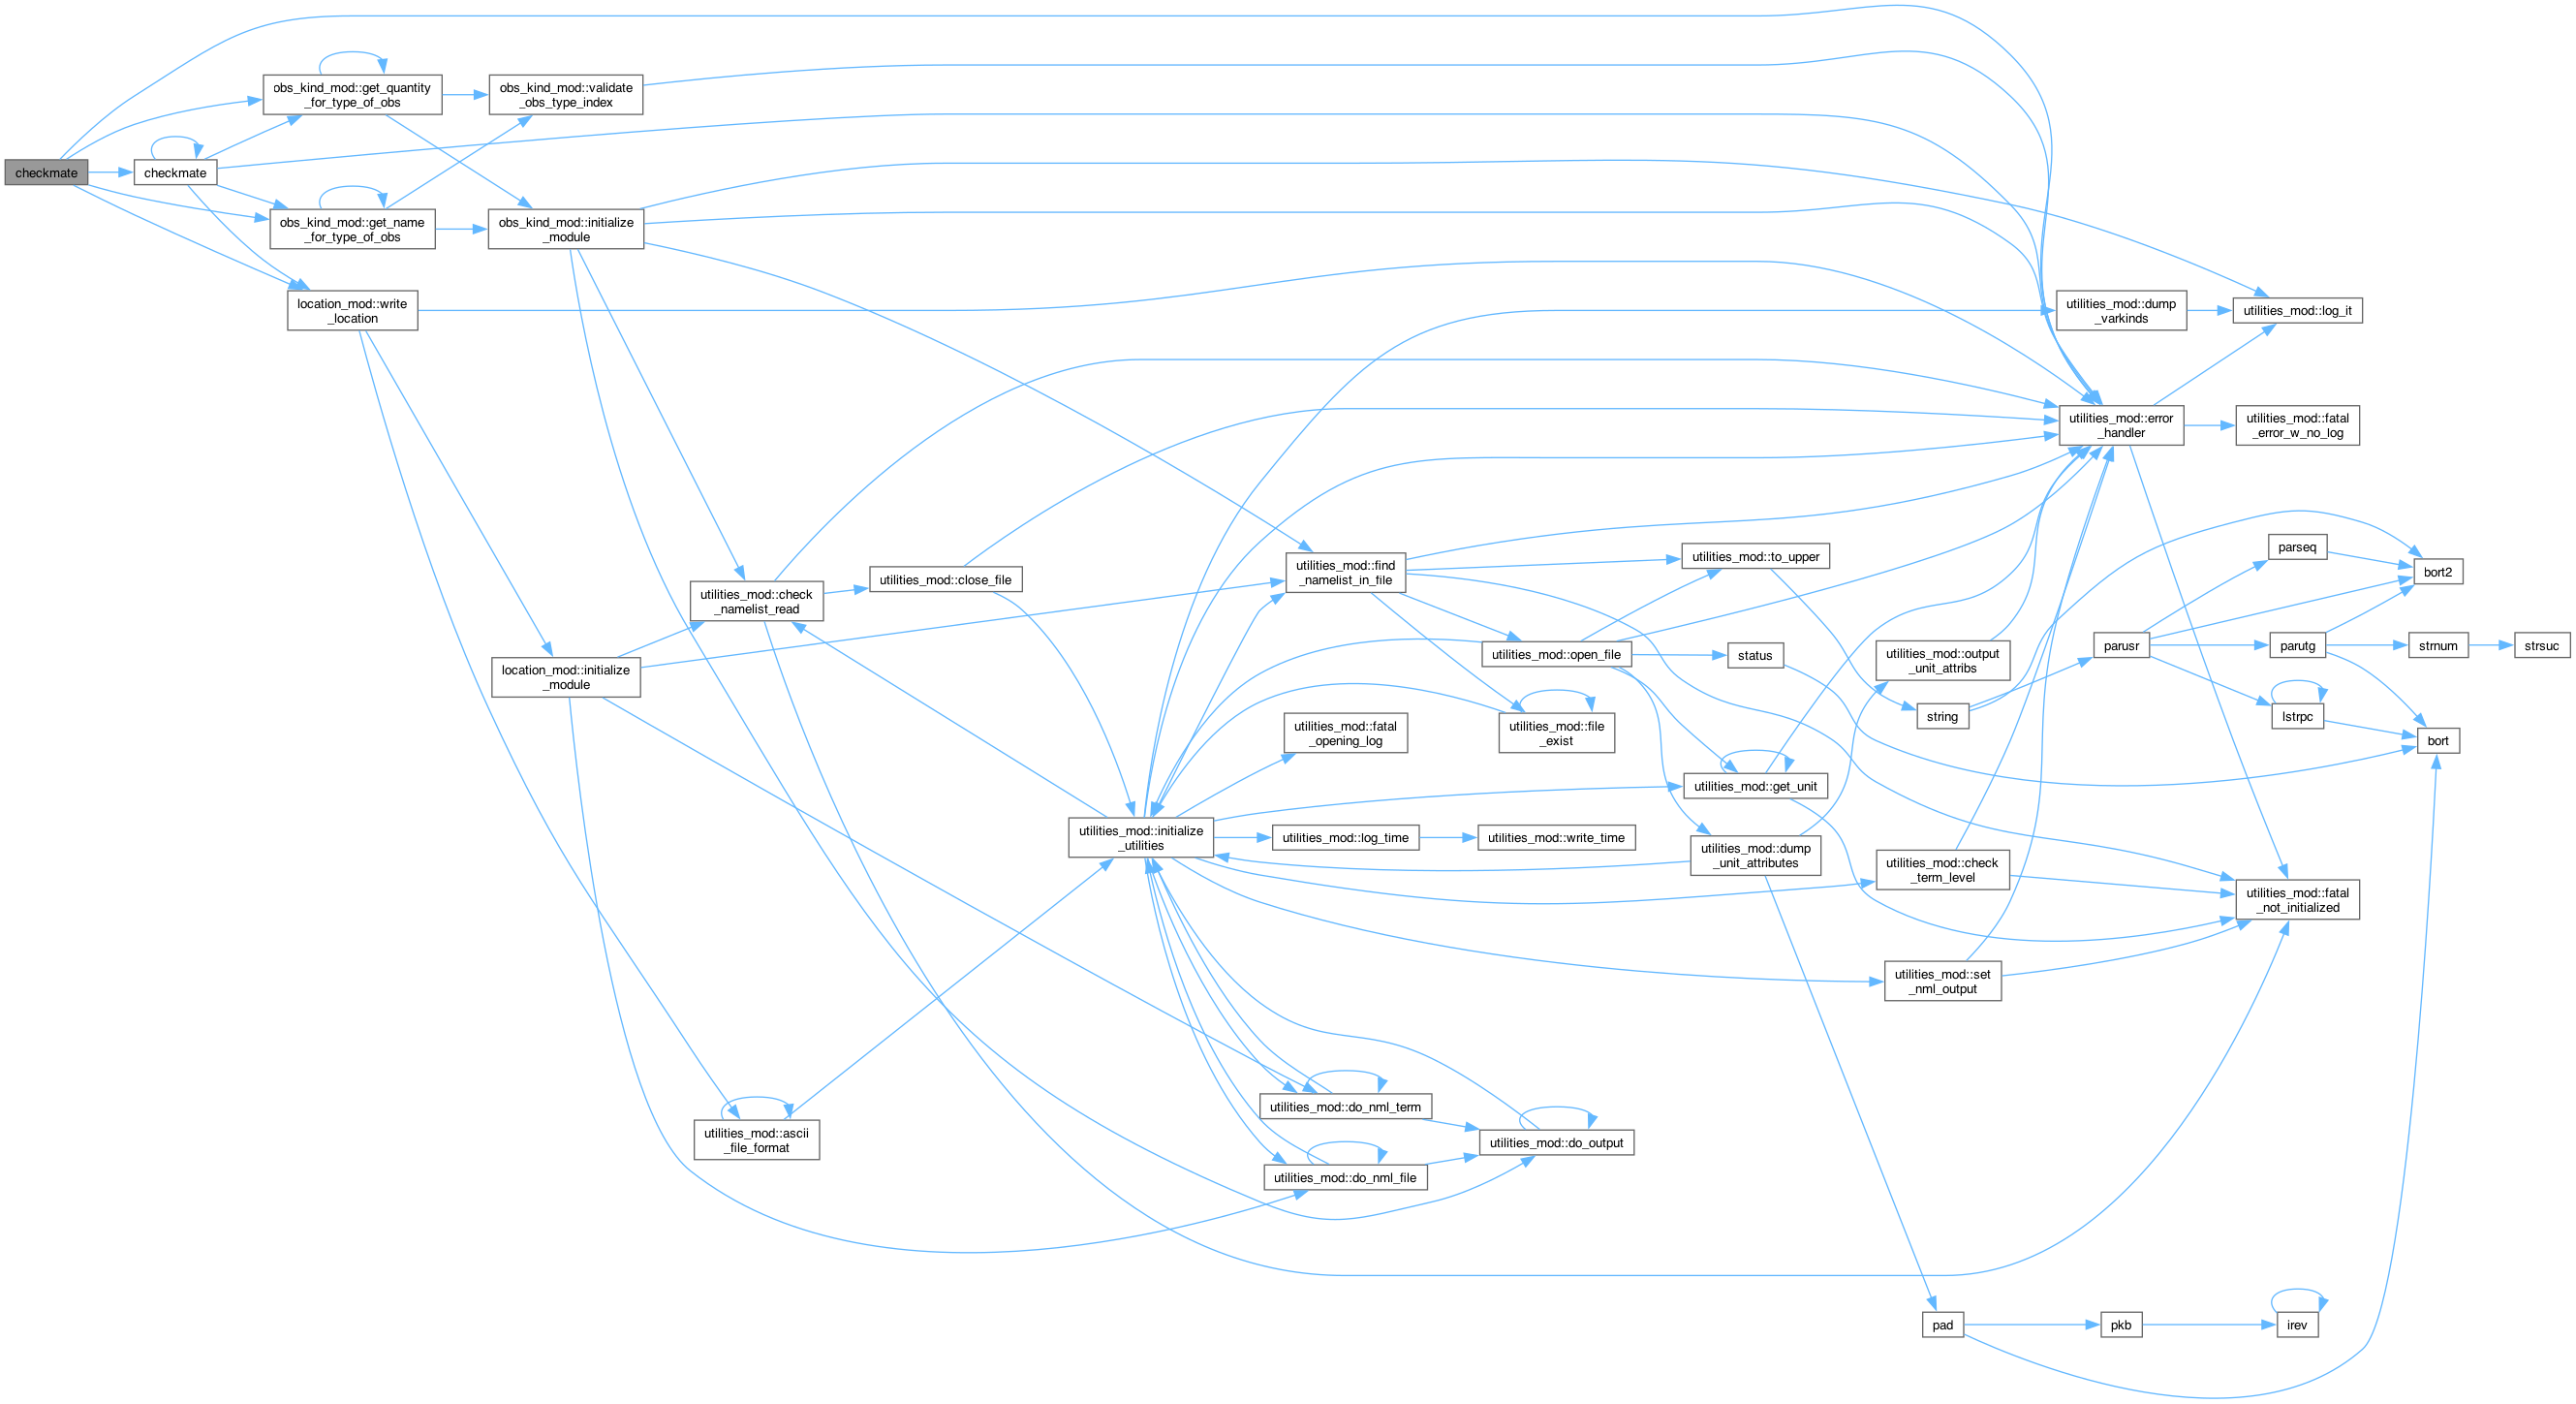 checkmate
checkmate
obs_kind_mod::get_quantity
_for_type_of_obs
obs_kind_mod::get_name
_for_type_of_obs
location_mod::write
_location
obs_kind_mod::validate
_obs_type_index
obs_kind_mod::initialize
_module
location_mod::initialize
_module
utilities_mod::check
_namelist_read
utilities_mod::ascii
_file_format
utilities_mod::close_file
utilities_mod::initialize
_utilities
utilities_mod::find
_namelist_in_file
utilities_mod::fatal
_opening_log
utilities_mod::log_time
utilities_mod::do_nml_term
utilities_mod::do_nml_file
utilities_mod::open_file
utilities_mod::file
_exist
utilities_mod::write_time
utilities_mod::do_output
utilities_mod::to_upper
status
utilities_mod::get_unit
utilities_mod::dump
_unit_attributes
utilities_mod::output
_unit_attribs
string
utilities_mod::check
_term_level
utilities_mod::set
_nml_output
pad
utilities_mod::dump
_varkinds
utilities_mod::error
_handler
parusr
pkb
utilities_mod::log_it
utilities_mod::fatal
_error_w_no_log
parseq
parutg
lstrpc
utilities_mod::fatal
_not_initialized
irev
bort2
strnum
bort
strsuc